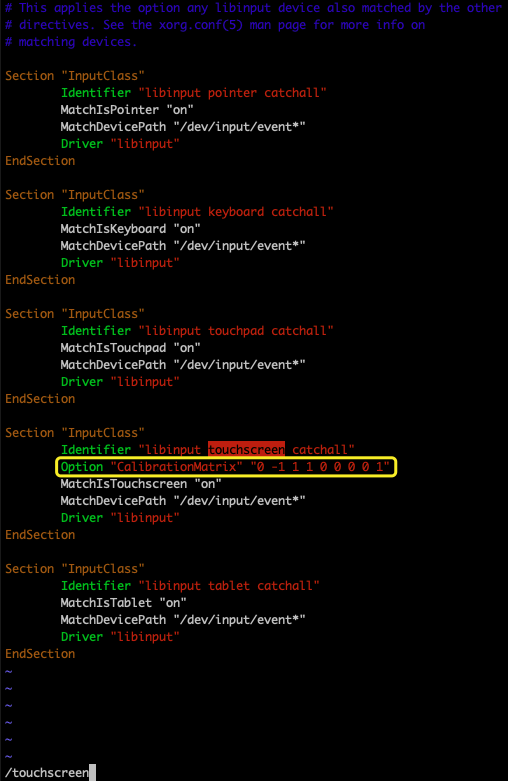 # This applies the option any libinput device also matched by the other
# directives. See the xorg.conf(5) man page for more info on
# matching devices.
Section "InputClass"
Identifier "libinput pointer catchall"
MatchIsPointer "on"
MatchDevicePath "/dev/input/event*"
Driver "libinput"
EndSection
Section "InputClass"
Identifier "libinput keyboard catchall"
MatchIsKeyboard "on"
MatchDevicePath "/dev/input/event*"
Driver "libinput"
EndSection
Section "InputClass"
Identifier "libinput touchpad catchall"
MatchIsTouchpad "on"
MatchDevicePath "/dev/input/event*"
Driver "libinput"
EndSection
Section "InputClass"
Identifier "libinput touchscreen catchall"
Option "CalibrationMatrix" "0 -1 1 1 0 0 0 0 1"
MatchIsTouchscreen "on"
MatchDevicePath "/dev/input/event*"
Driver "libinput"
EndSection
Section "InputClass"
Identifier "libinput tablet catchall"
MatchIsTablet "on"
MatchDevicePath "/dev/input/event*"
Driver "libinput"
EndSection
~
~
~
~
~
~
/touchscreen